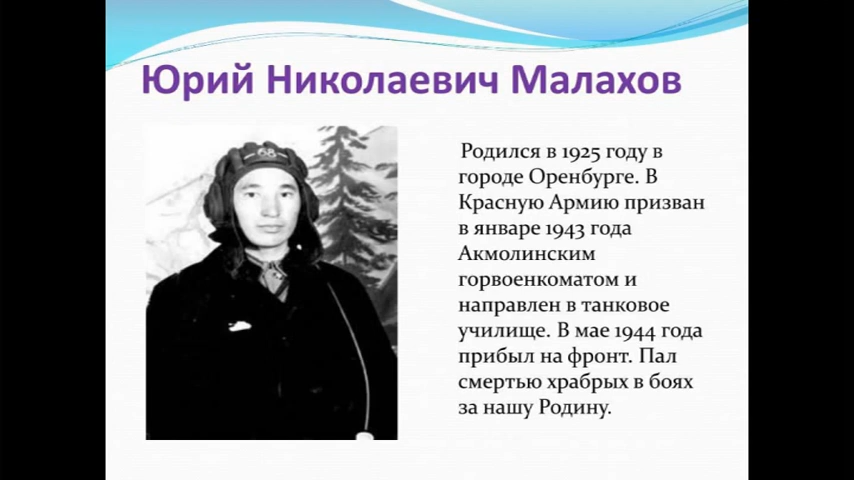 Юрий Николаевич Малахов
68
Родился в 1925 году в
городе Оренбурге. В
Красную Армию призван
в январе 1943 года
Акмолинским
горвоенкоматом и
направлен в танковое
училище. В мае 1944 года
прибыл на фронт. Пал
смертью храбрых в боях
за нашу Родину.